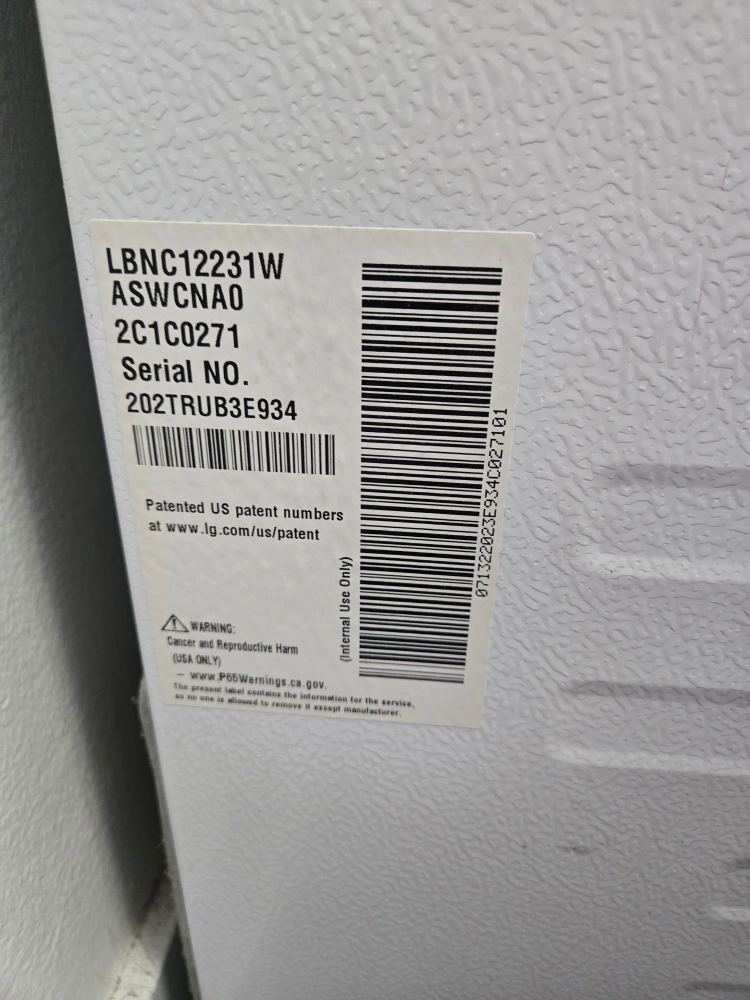 LBNC12231W
ASWCNA0
2C1C0271
Serial NO.
202TRUB3E934
Patented US patent numbers
at www.lg.com/us/patent
WARNING:
Cancer and Reproductive Harm
(USA ONLY)
– www.P65Warnings.ca.gov.
The present label contains the information for the service,
so no one is allowed to remove it except manufacturer.
(Internal Use Only)
071322023E934C027101